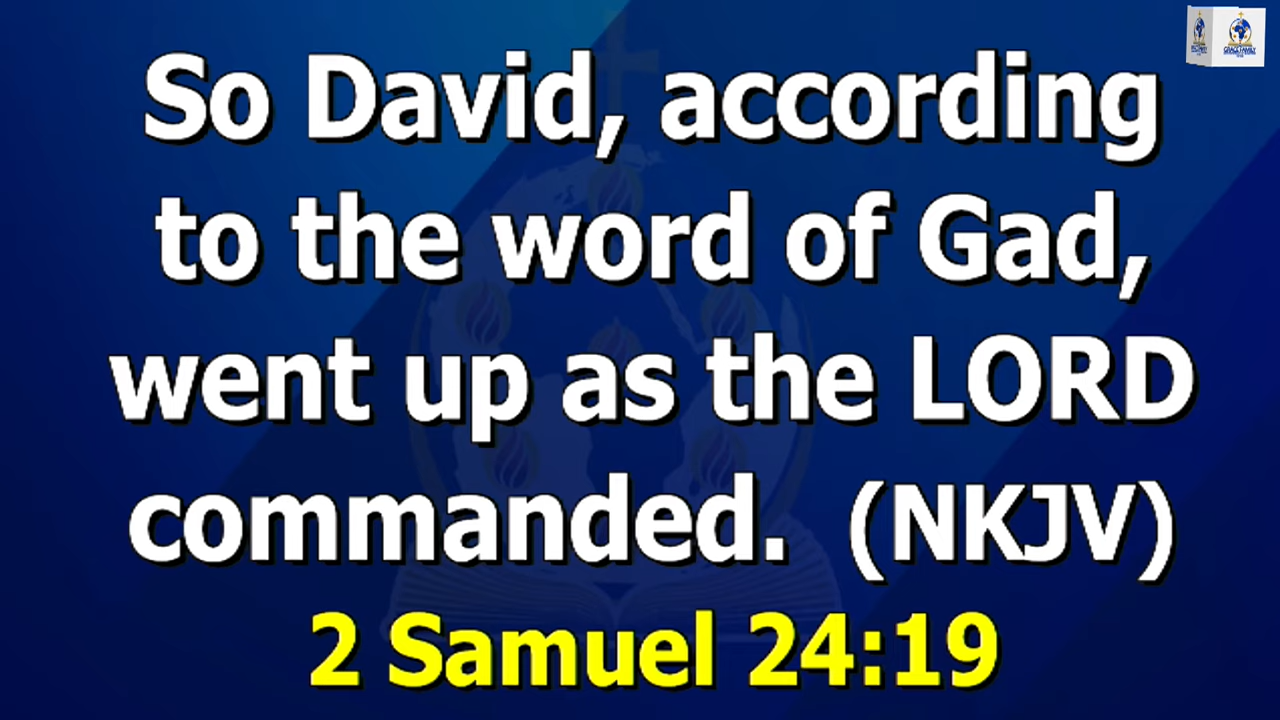 So David, according
to the word of Gad,
went up as the LORD
commanded. (NKJV)
2 Samuel 24:19